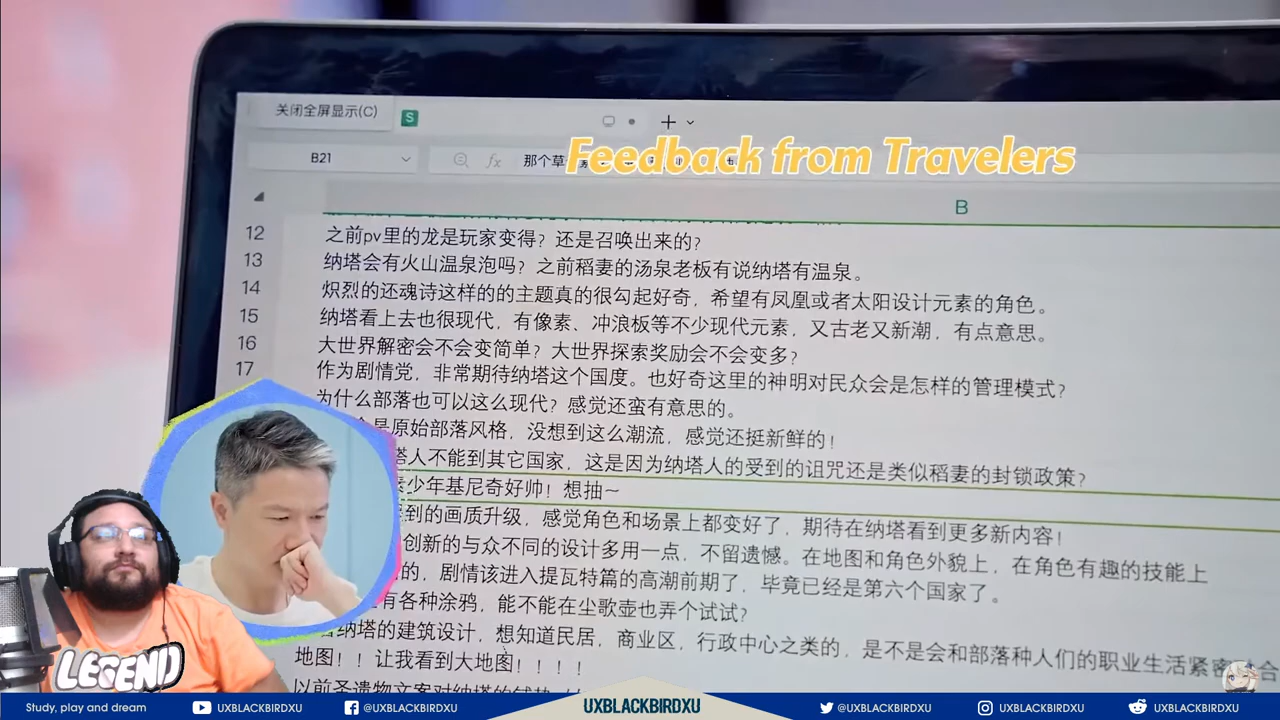 关闭全屏显示(C)
S
B21
fx
那个草
Feedback from Travelers
B
12
之前pv里的龙是玩家变得？还是召唤出来的？
13
纳塔会有火山温泉泡吗？之前稻妻的汤泉老板有说纳塔有温泉。
14
炽烈的还魂诗这样的的主题真的很勾起好奇，希望有凤凰或者太阳设计元素的角色。
15
纳塔看上去也很现代，有像素、冲浪板等不少现代元素，又古老又新潮，有点意思。
16
大世界解密会不会变简单？大世界探索奖励会不会变多？
17
作为剧情党，非常期待纳塔这个国度。也好奇这里的神明对民众会是怎样的管理模式？
为什么部落也可以这么现代？感觉还蛮有意思的。
是原始部落风格，没想到这么潮流，感觉还挺新鲜的！
塔人不能到其它国家，这是因为纳塔人的受到的诅咒还是类似稻妻的封锁政策？
少年基尼奇好帅！想抽~
到的画质升级，感觉角色和场景上都变好了，期待在纳塔看到更多新内容！
创新的与众不同的设计多用一点，不留遗憾。在地图和角色外貌上，在角色有趣的技能上
的，剧情该进入提瓦特篇的高潮前期了，毕竟已经是第六个国家了。
有各种涂鸦，能不能在尘歌壶也弄个试试？
纳塔的建筑设计，想知道民居，商业区，行政中心之类的，是不是会和部落种人们的职业生活紧密
地图！！让我看到大地图！！！！
以前圣遗物文案对纳塔的
LEGEND
Study, play and dream
UXBLACKBIRDXU
@UXBLACKBIRDXU
UXBLACKBIRDXU
@UXBLACKBIRDXU
UXBLACKBIRDXU
UXBLACKBIRDXU